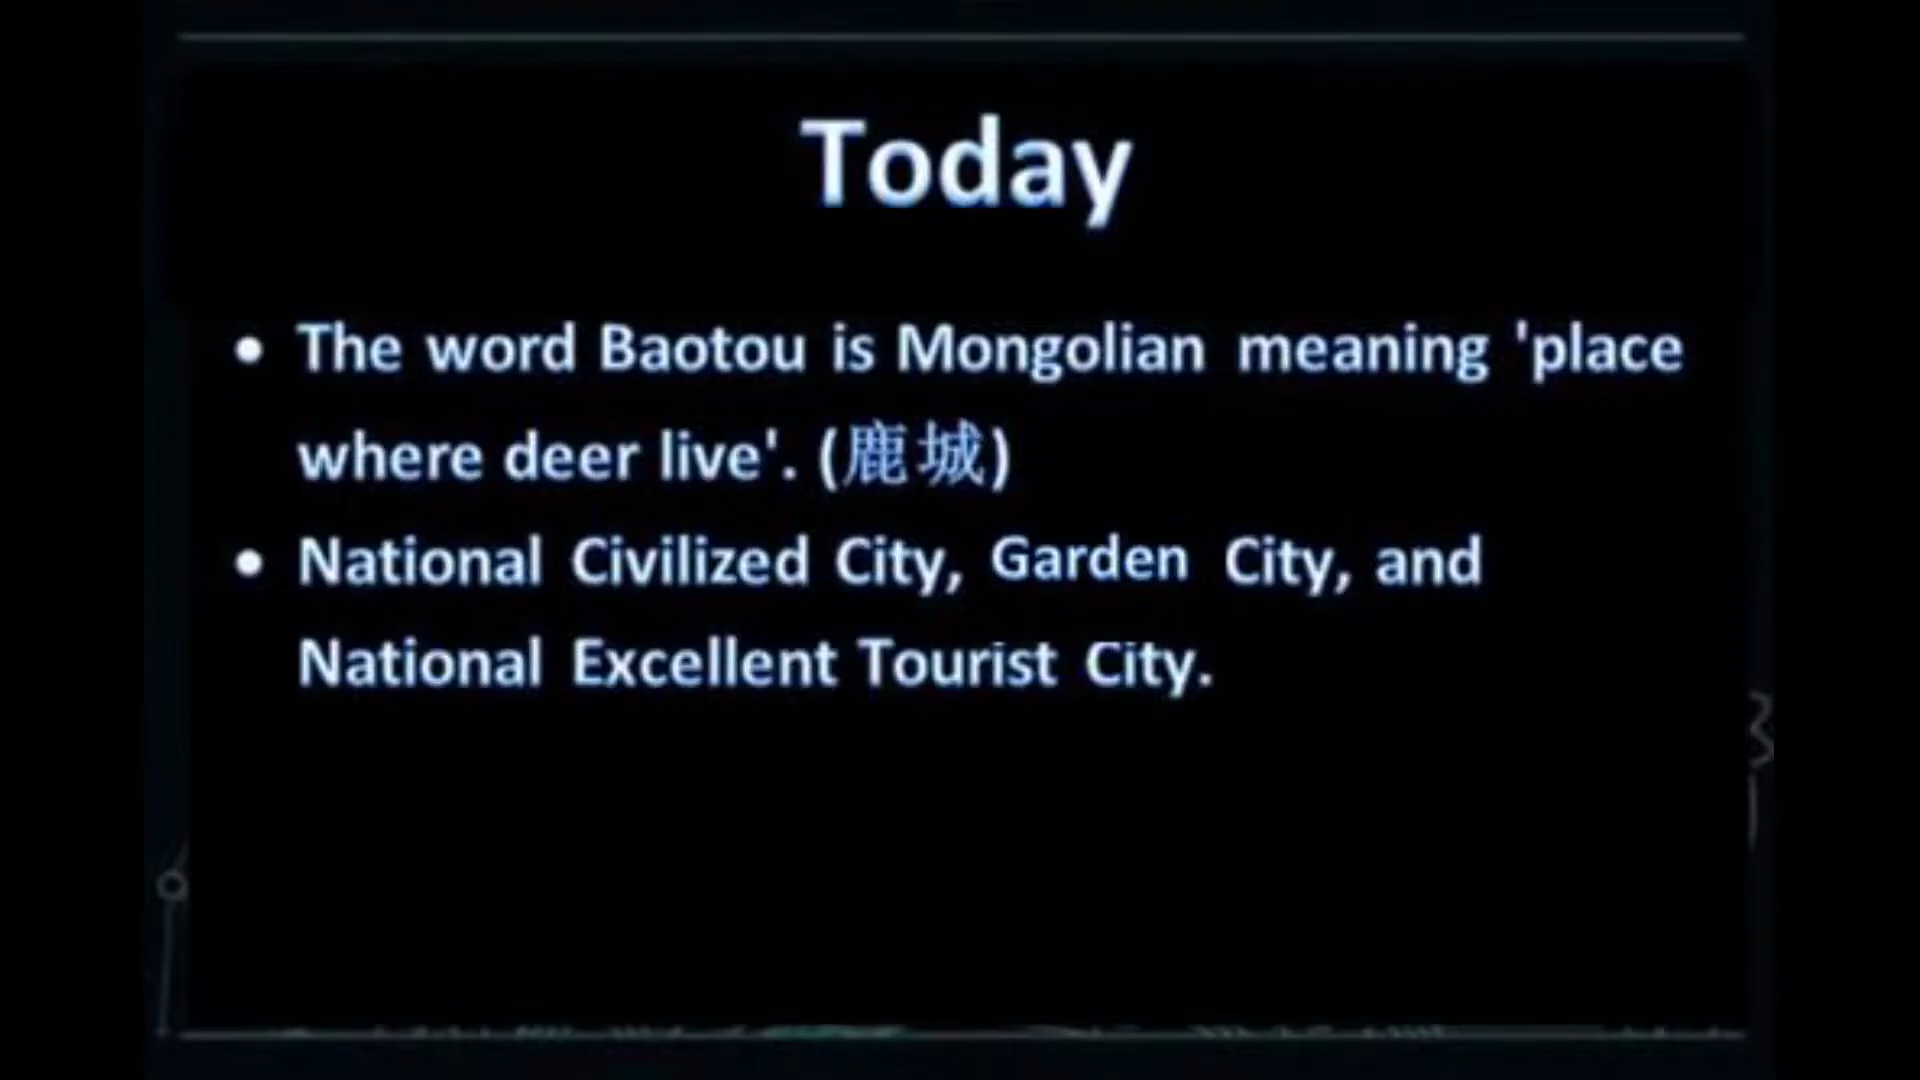 Today
• The word Baotou is Mongolian meaning 'place
where deer live'. (鹿城)
• National Civilized City, Garden City, and
National Excellent Tourist City.